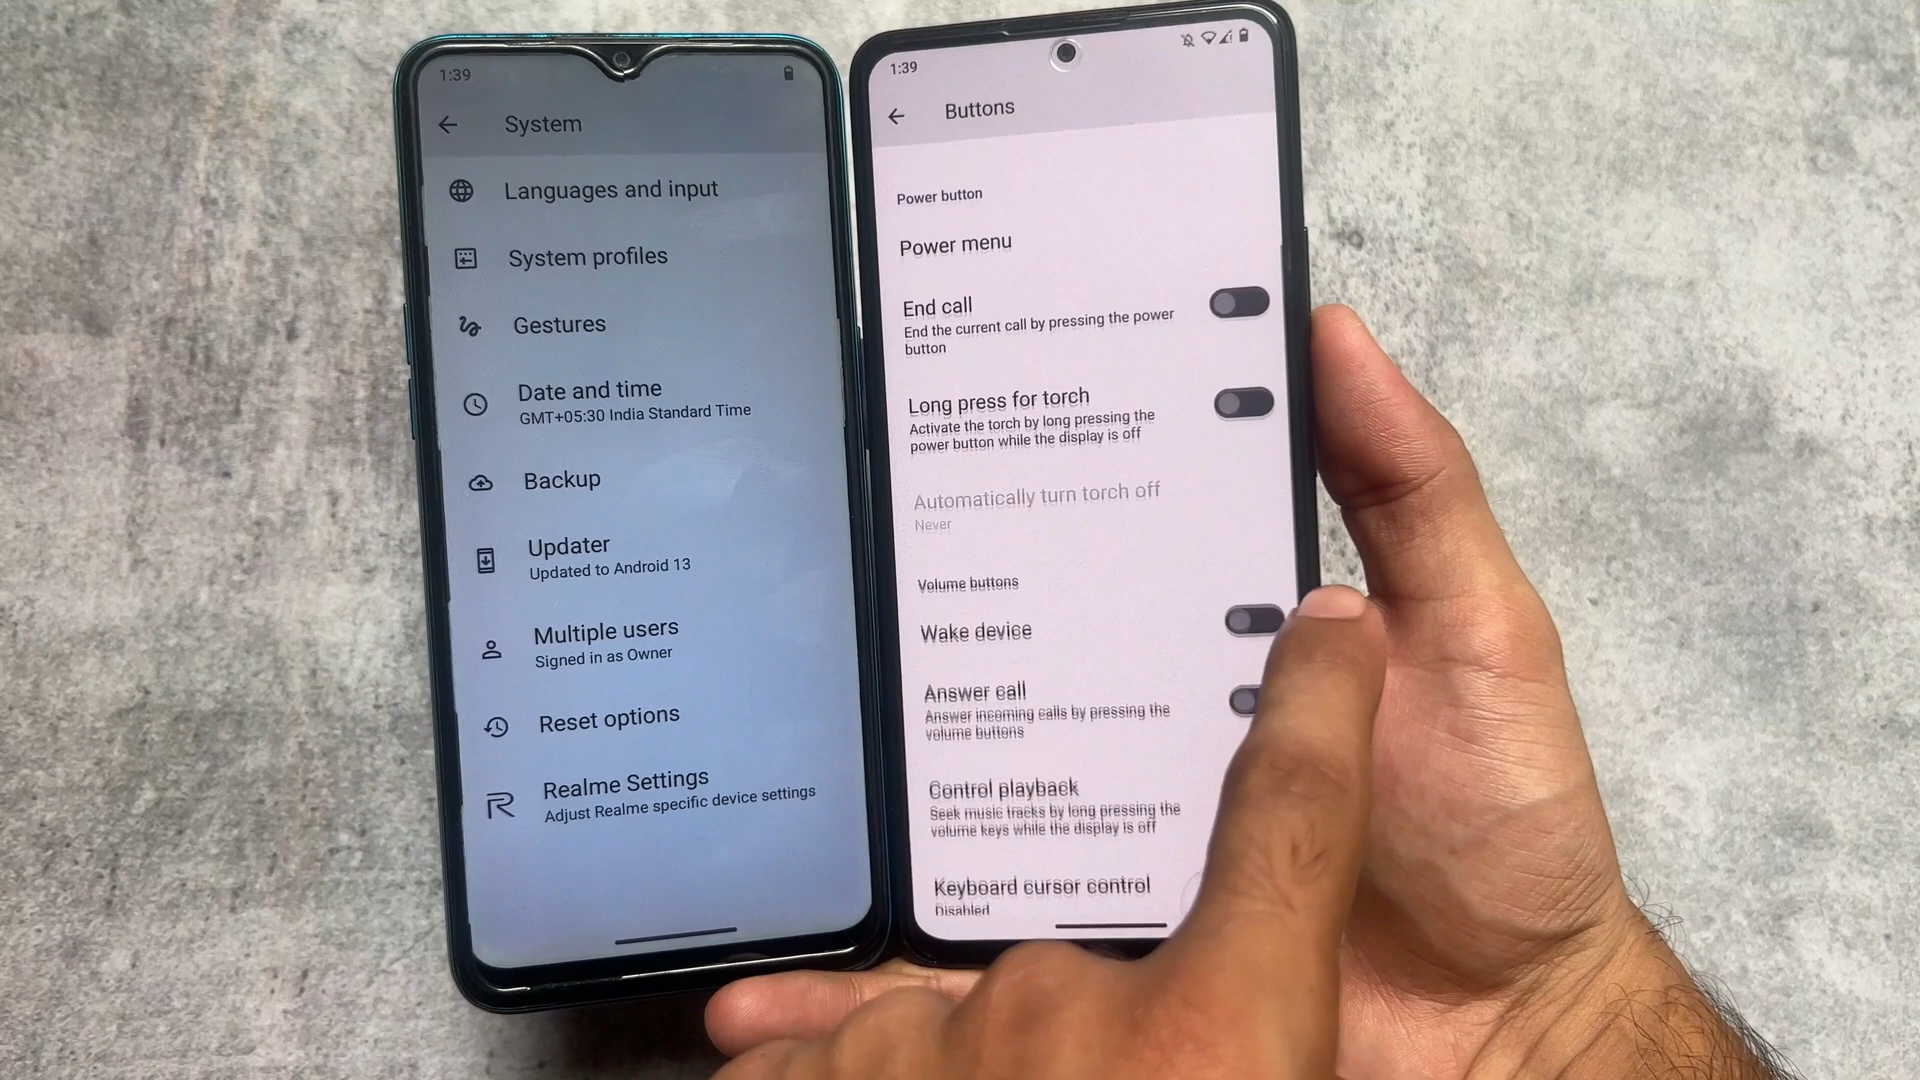 1:39
System
Languages and input
System profiles
Gestures
Date and time
GMT+05:30 India Standard Time
Backup
Updater
Updated to Android 13
Multiple users
Signed in as Owner
Reset options
Realme Settings
Adjust Realme specific device settings
1:39
Buttons
Power button
Power menu
End call
End the current call by pressing the power
button
Long press for torch
Activate the torch by long pressing the
power button while the display is off
Automatically turn torch off
Never
Volume buttons
Wake device
Answer call
Answer incoming calls by pressing the
volume buttons
Control playback
Seek music tracks by long pressing the
volume keys while the display is off
Keyboard cursor control
Disabled